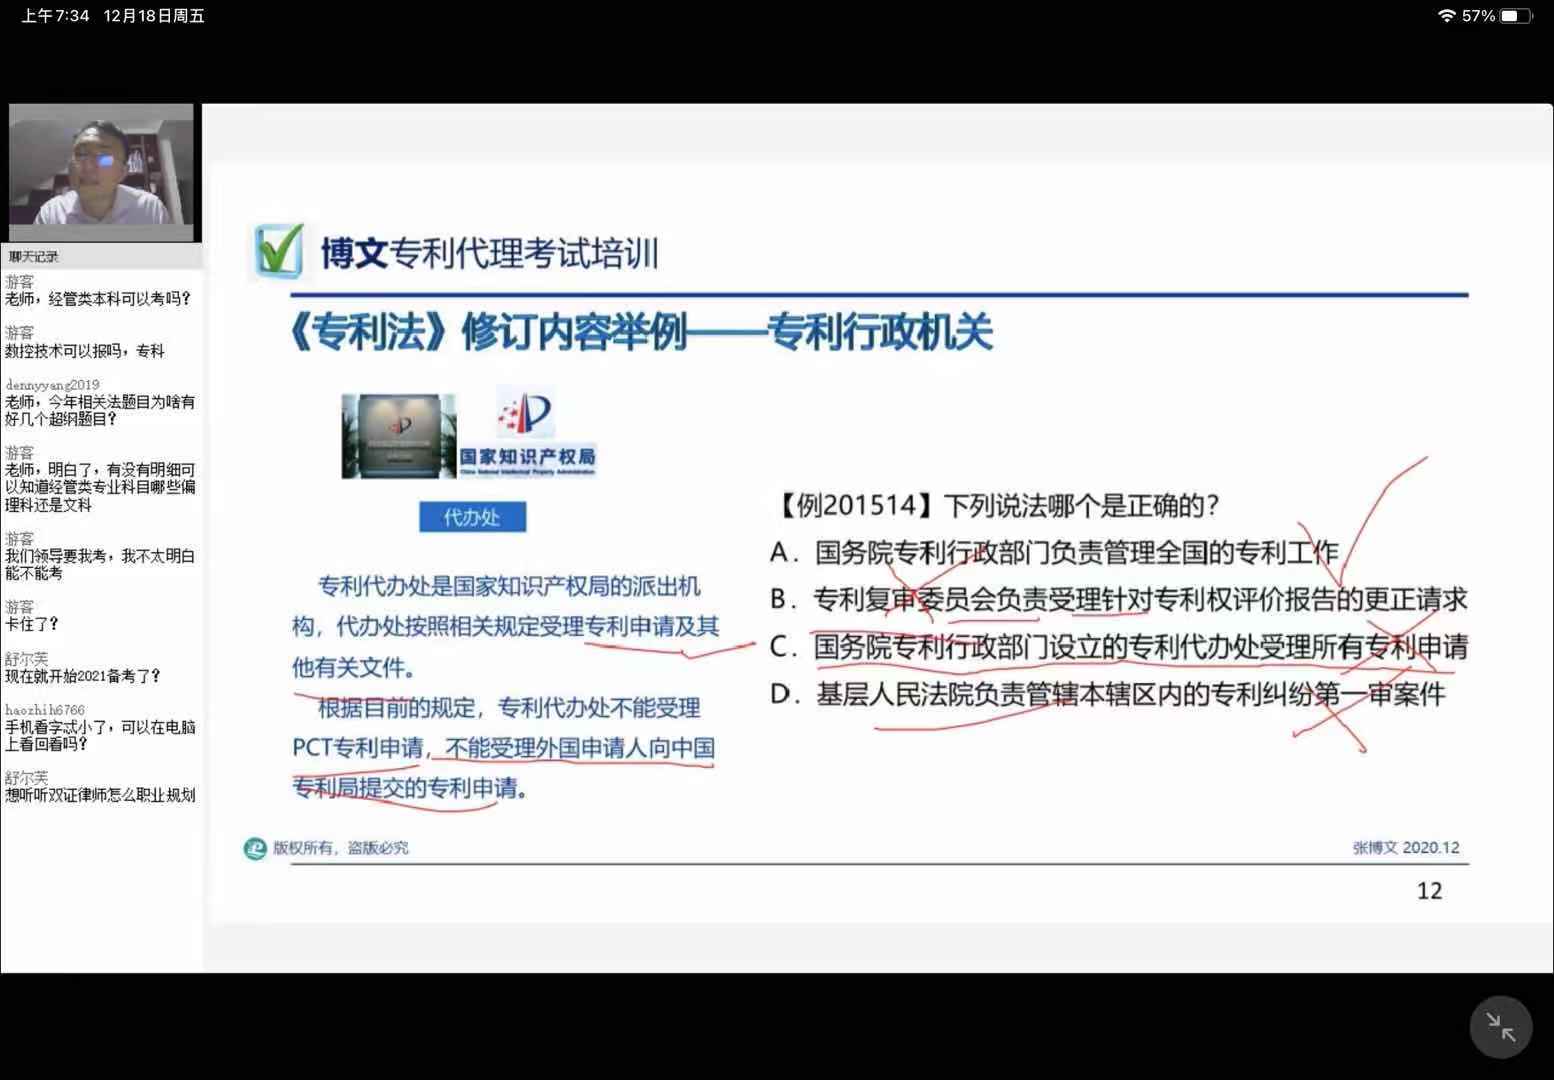 上午7:34 12月18日周五
57%
聊天记录
游客
老师，经管类本科可以考吗？
游客
数控技术可以报吗，专科
dennyyang2019
老师，今年相关法题目为啥有
好几个超纲题目？
游客
老师，明白了，有没有明细可
以知道经管类专业科目哪些偏
理科还是文科
游客
我们领导要我考，我不太明白
能不能考
游客
卡住了？
舒尔芙
现在就开始2021备考了？
haozhih6766
手机看字忒小了，可以在电脑
上看回看吗？
舒尔芙
想听听双证律师怎么职业规划
博文专利代理考试培训
《专利法》修订内容举例——专利行政机关
国家知识产权局
China National Intellectual Property Administration
代办处
专利代办处是国家知识产权局的派出机
构，代办处按照相关规定受理专利申请及其
他有关文件。
根据目前的规定，专利代办处不能受理
PCT专利申请，不能受理外国申请人向中国
专利局提交的专利申请。
【例201514】下列说法哪个是正确的？
A．国务院专利行政部门负责管理全国的专利工作
B．专利复审委员会负责受理针对专利权评价报告的更正请求
C．国务院专利行政部门设立的专利代办处受理所有专利申请
D．基层人民法院负责管辖本辖区内的专利纠纷第一审案件
版权所有，盗版必究
张博文 2020.12
12